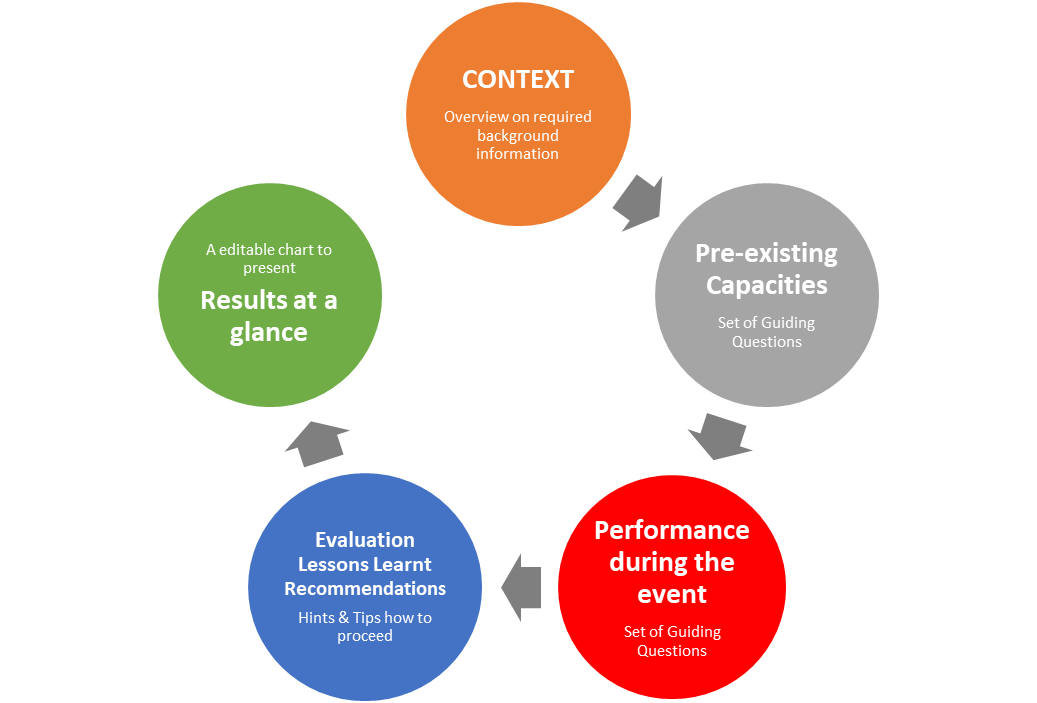 CONTEXT
Overview on required
background
information
Pre-existing
Capacities
Set of Guiding
Questions
Performance
during the
event
Set of Guiding
Questions
Evaluation
Lessons Learnt
Recommendations
Hints & Tips how to
proceed
A editable chart to
present
Results at a
glance